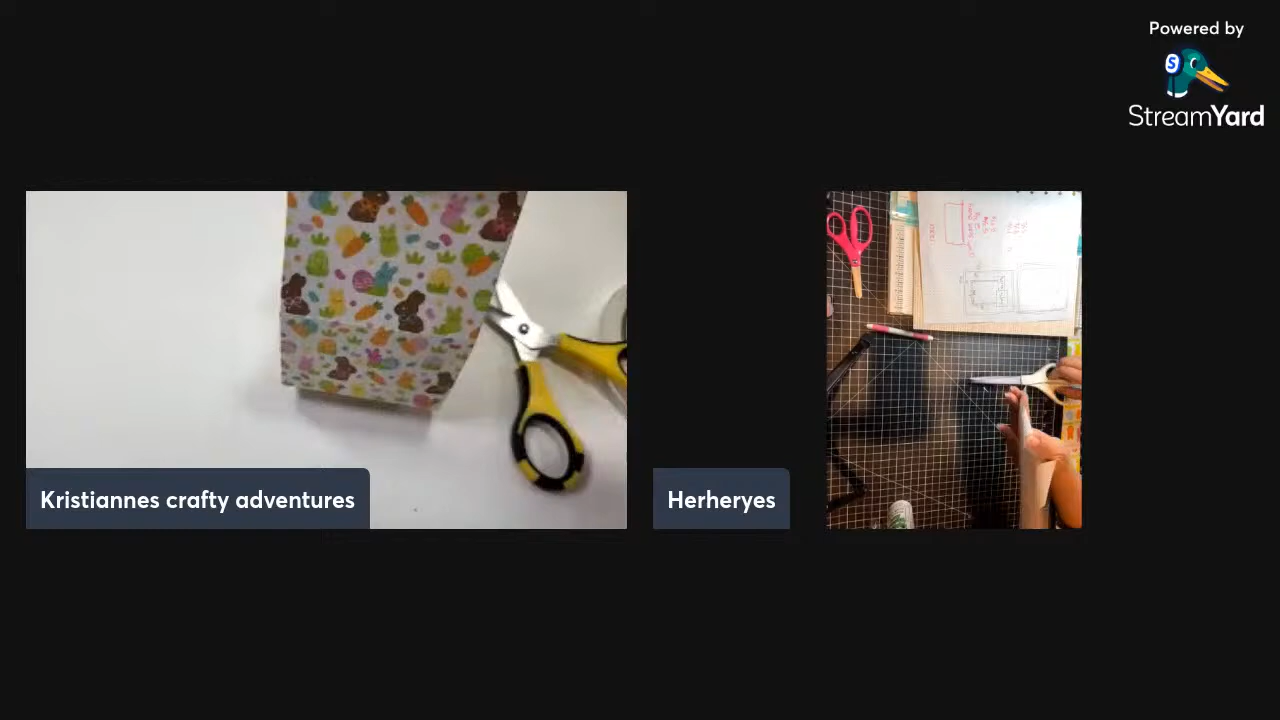 Powered by
S
StreamYard
Kristiannes crafty adventures
Herheryes